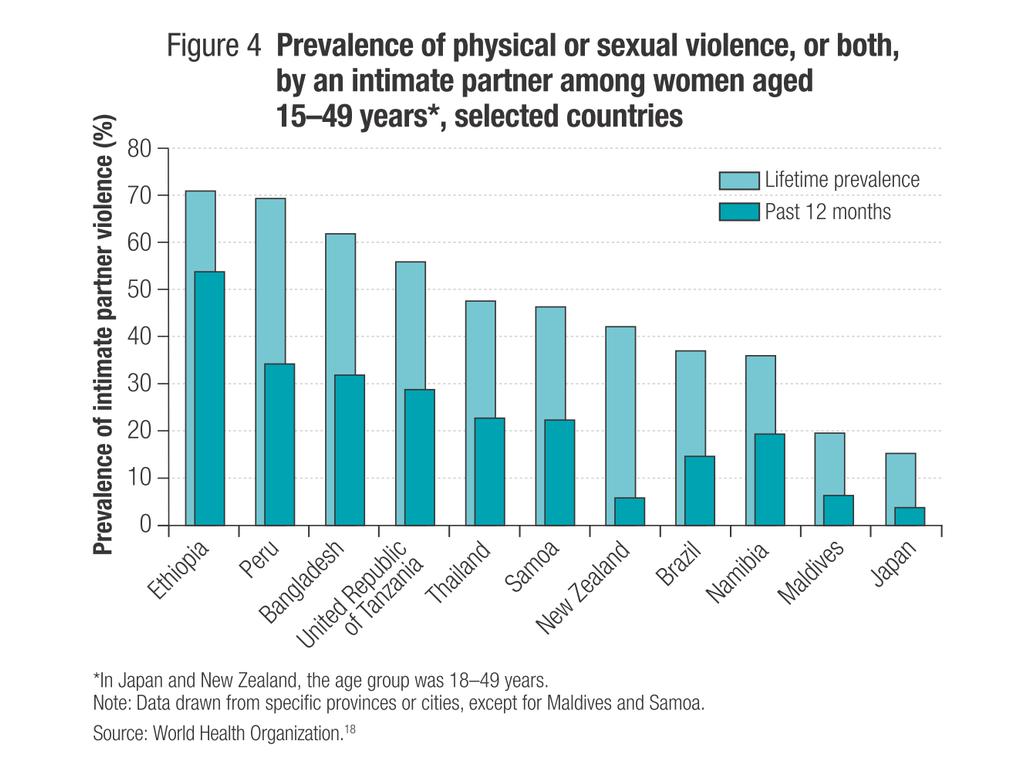 Figure 4 Prevalence of physical or sexual violence, or both,
by an intimate partner among women aged
15–49 years*, selected countries
Prevalence of intimate partner violence (%)
80
70
60
50
40
30
20
10
0
Lifetime prevalence
Past 12 months
Ethiopia
Peru
Bangladesh
United Republic
of Tanzania
Thailand
Samoa
New Zealand
Brazil
Namibia
Maldives
Japan
*In Japan and New Zealand, the age group was 18–49 years.
Note: Data drawn from specific provinces or cities, except for Maldives and Samoa.
Source: World Health Organization.18